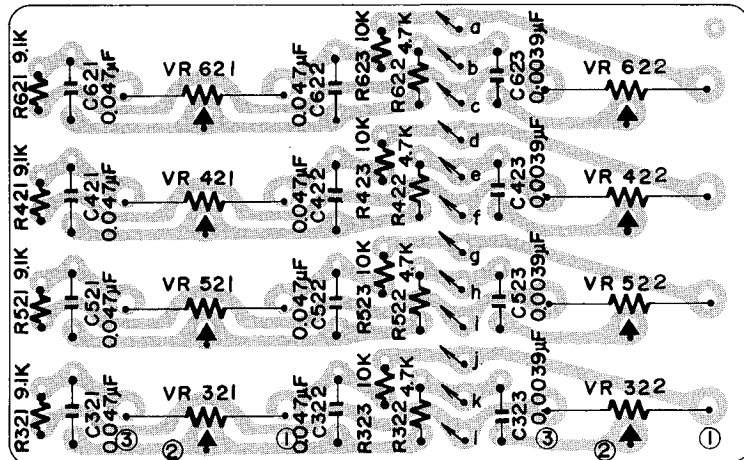 R621 9.1K
C621 0.047µF
VR 621
0.047µF C622
R623 10K
R622 4.7K
a
b
c
C623 0.0039µF
VR 622
R421 9.1K
C421 0.047µF
VR 421
0.047µF C422
R423 10K
R422 4.7K
d
e
f
C423 0.0039µF
VR 422
R521 9.1K
C521 0.047µF
VR 521
0.047µF C522
R523 10K
R522 4.7K
g
h
i
C523 0.0039µF
VR 522
R321 9.1K
C321 0.047µF
VR 321
0.047µF C322
R323 10K
R322 4.7K
j
k
l
C323 0.0039µF
VR 322
③ ② ① ③ ② ①